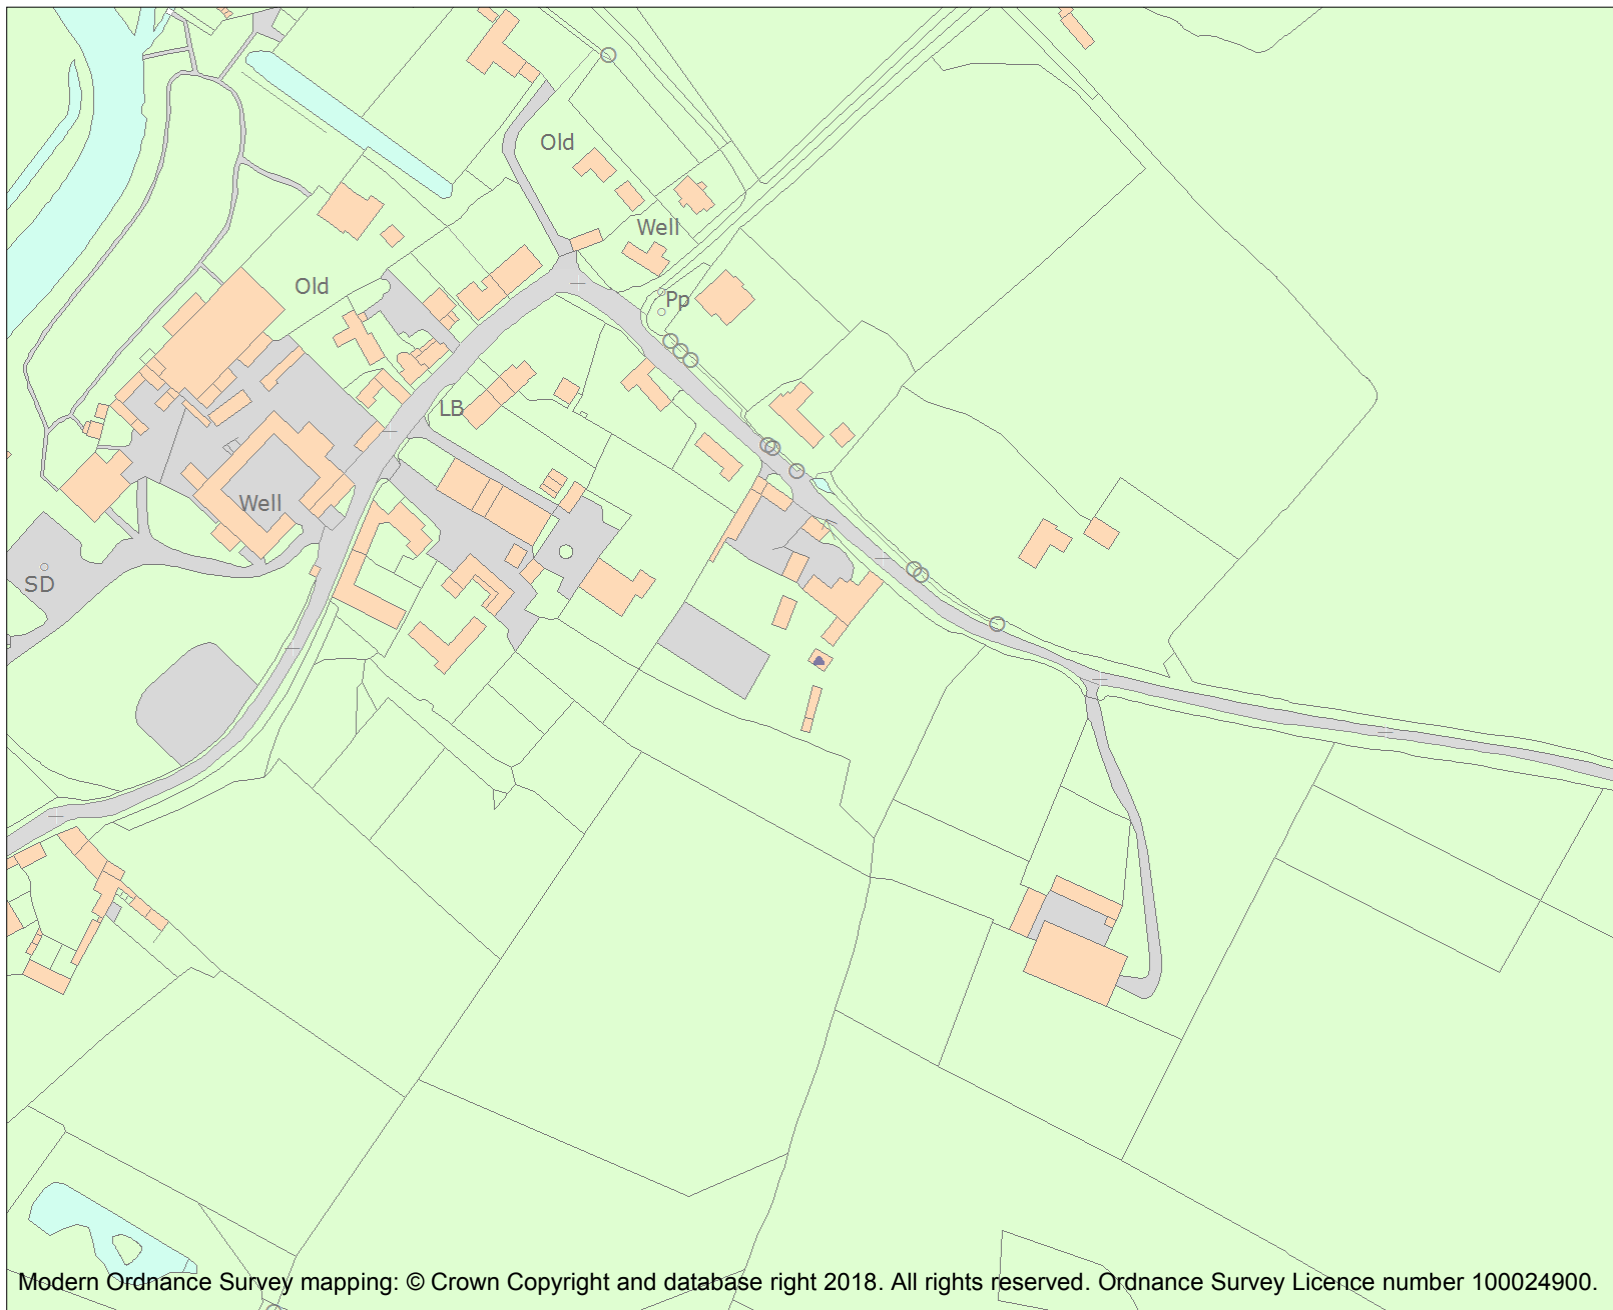 Old
Well
Old
Pp
LB
Well
SD
Modern Ordnance Survey mapping: © Crown Copyright and database right 2018. All rights reserved. Ordnance Survey Licence number 100024900.